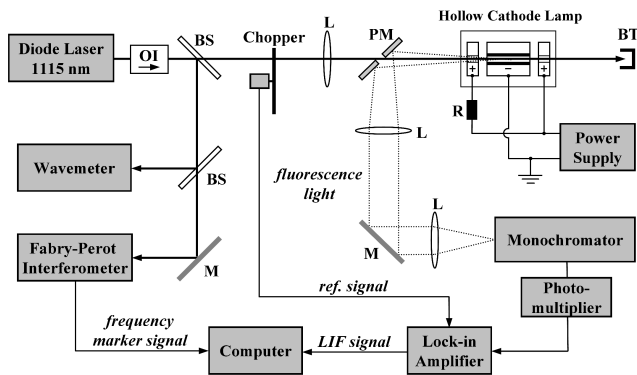 Hollow Cathode Lamp
BS
L
PM
BT
Chopper
Diode Laser
1115 nm
OI
+
−
+
R
L
Power
Supply
Wavemeter
BS
fluorescence
light
L
Monochromator
Fabry-Perot
Interferometer
M
M
Photo-
multiplier
ref. signal
frequency
marker signal
Computer
LIF signal
Lock-in
Amplifier